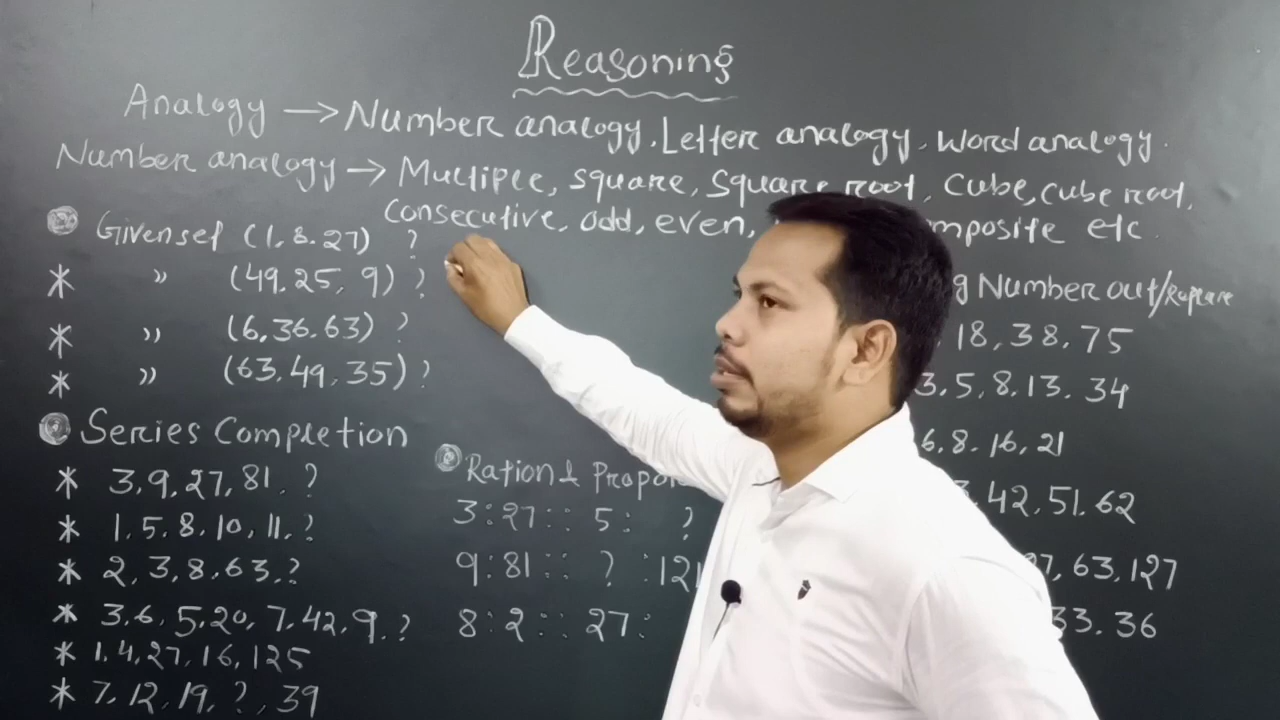 Reasoning
Analogy → Number analogy, Letter analogy, Word analogy.
Number analogy → Multiple, square, Square root, Cube, cube root,
Consecutive, odd, even, mposite etc.
Given set (1, 8, 27) ?
* ,, (49, 25, 9) ?
* ,, (6, 36, 63) ?
* ,, (63, 49, 35) ?
Series Completion
* 3, 9, 27, 81, ?
* 1, 5, 8, 10, 11, ?
* 2, 3, 8, 63, ?
* 3, 6, 5, 20, 7, 42, 9, ?
* 1, 4, 27, 16, 125
* 7, 12, 19, ?, 39
Ration & Propo
3 : 27 :: 5 : ?
9 : 81 :: ? : 121
8 : 2 :: 27 :
g Number out/
18, 38, 75
3, 5, 8, 13, 34
6, 8, 16, 21
42, 51, 62
7, 63, 127
33, 36